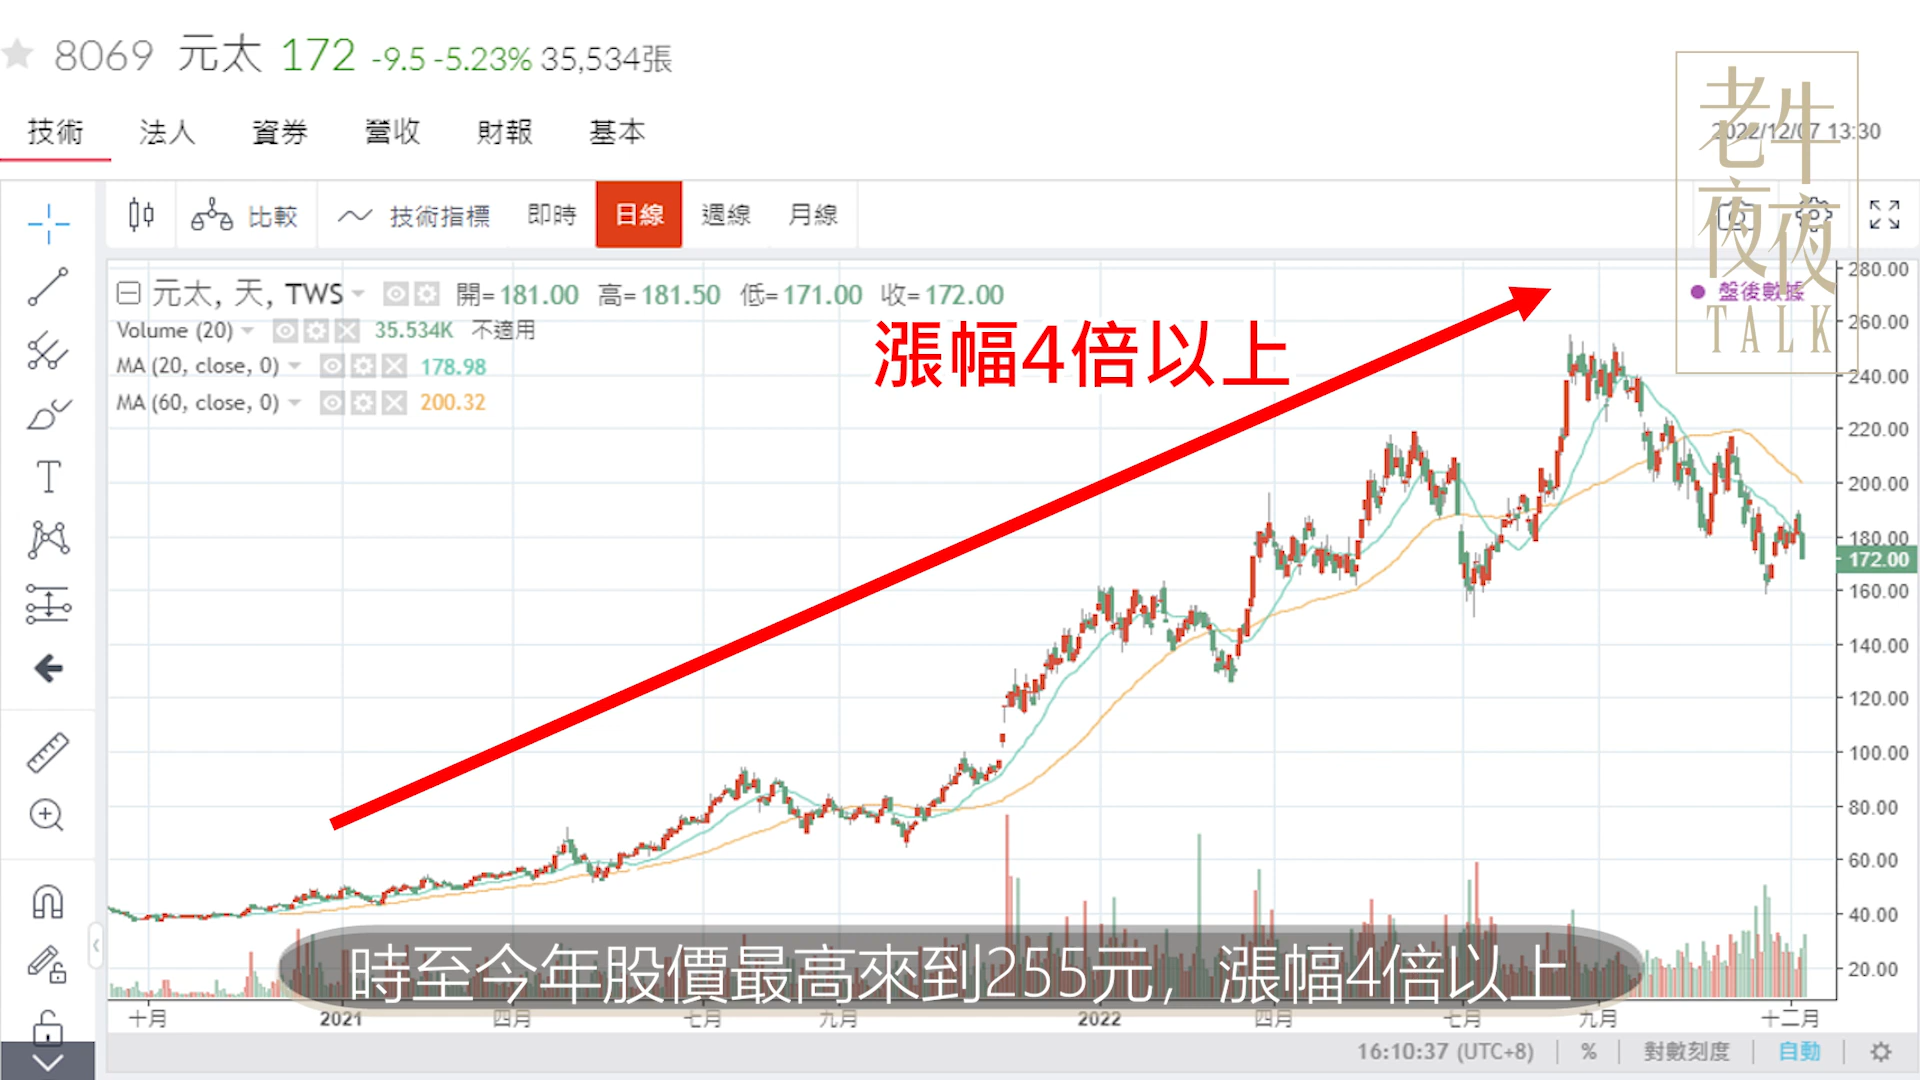 8069 元太 172 -9.5 -5.23% 35,534張
技術 法人 資券 營收 財報 基本
2022/12/07 13:30
老牛
夜夜
TALK
比較 技術指標 即時 日線 週線 月線
元太, 天, TWS 開=181.00 高=181.50 低=171.00 收=172.00
盤後數據
Volume (20) 35.534K 不適用
MA (20, close, 0) 178.98
MA (60, close, 0) 200.32
漲幅4倍以上
280.00
260.00
240.00
220.00
200.00
180.00
172.00
160.00
140.00
120.00
100.00
80.00
60.00
40.00
20.00
時至今年股價最高來到255元，漲幅4倍以上
十月 2021 四月 七月 九月 2022 四月 七月 九月 十二月
16:10:37 (UTC+8) % 對數刻度 自動